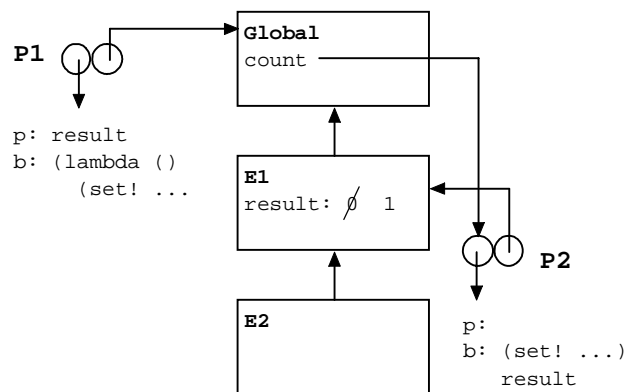 Global
count
P1
p: result
b: (lambda ()
(set! ...
E1
result: 0 1
P2
E2
p:
b: (set! ...)
result